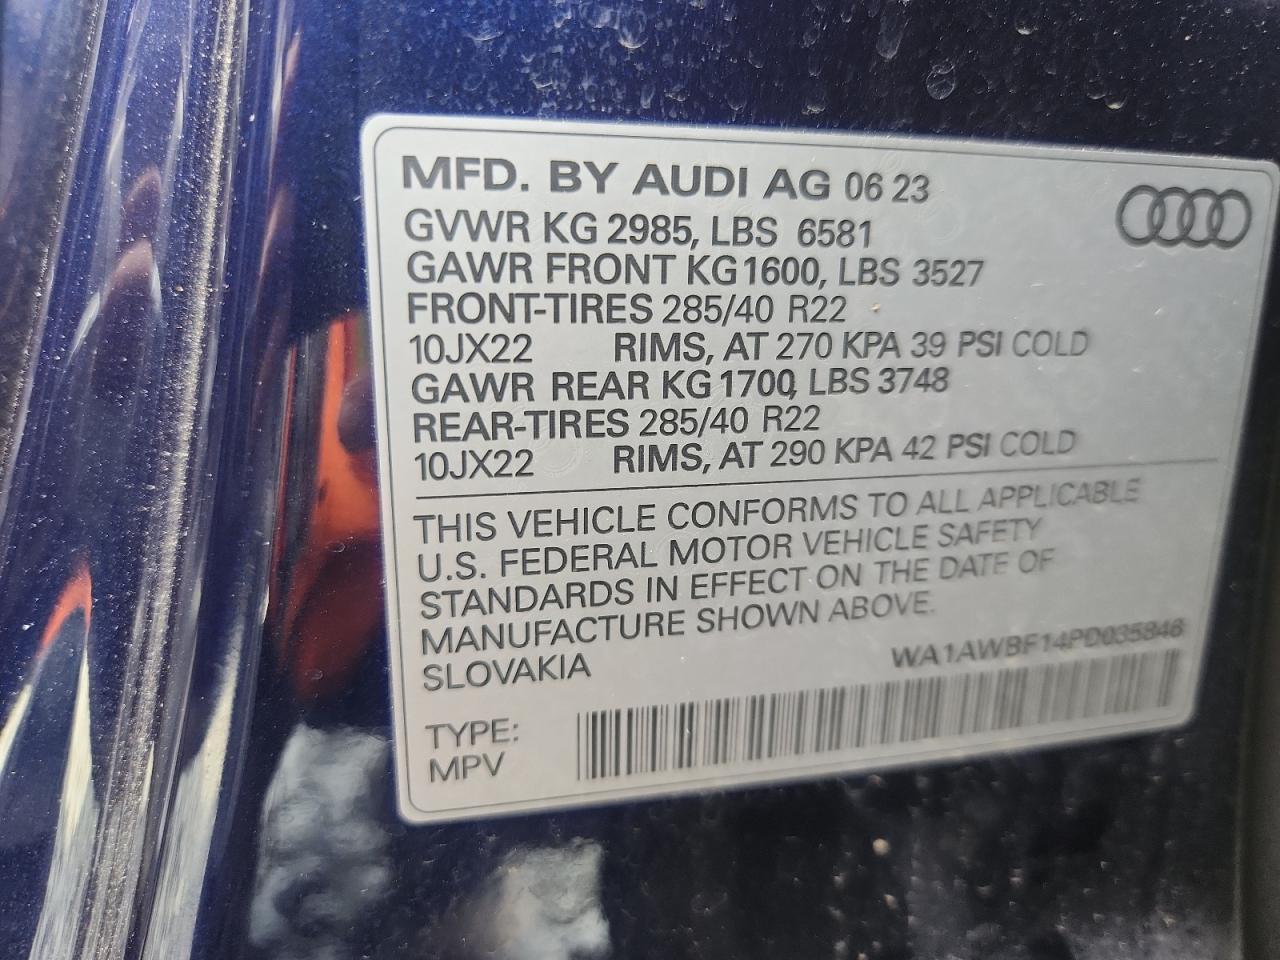 MFD. BY AUDI AG 06 23
GVWR KG 2985, LBS 6581
GAWR FRONT KG 1600, LBS 3527
FRONT-TIRES 285/40 R22
10JX22 RIMS, AT 270 KPA 39 PSI COLD
GAWR REAR KG 1700, LBS 3748
REAR-TIRES 285/40 R22
10JX22 RIMS, AT 290 KPA 42 PSI COLD
THIS VEHICLE CONFORMS TO ALL APPLICABLE
U.S. FEDERAL MOTOR VEHICLE SAFETY
STANDARDS IN EFFECT ON THE DATE OF
MANUFACTURE SHOWN ABOVE.
SLOVAKIA
WA1AWBF14PD035846
TYPE:
MPV